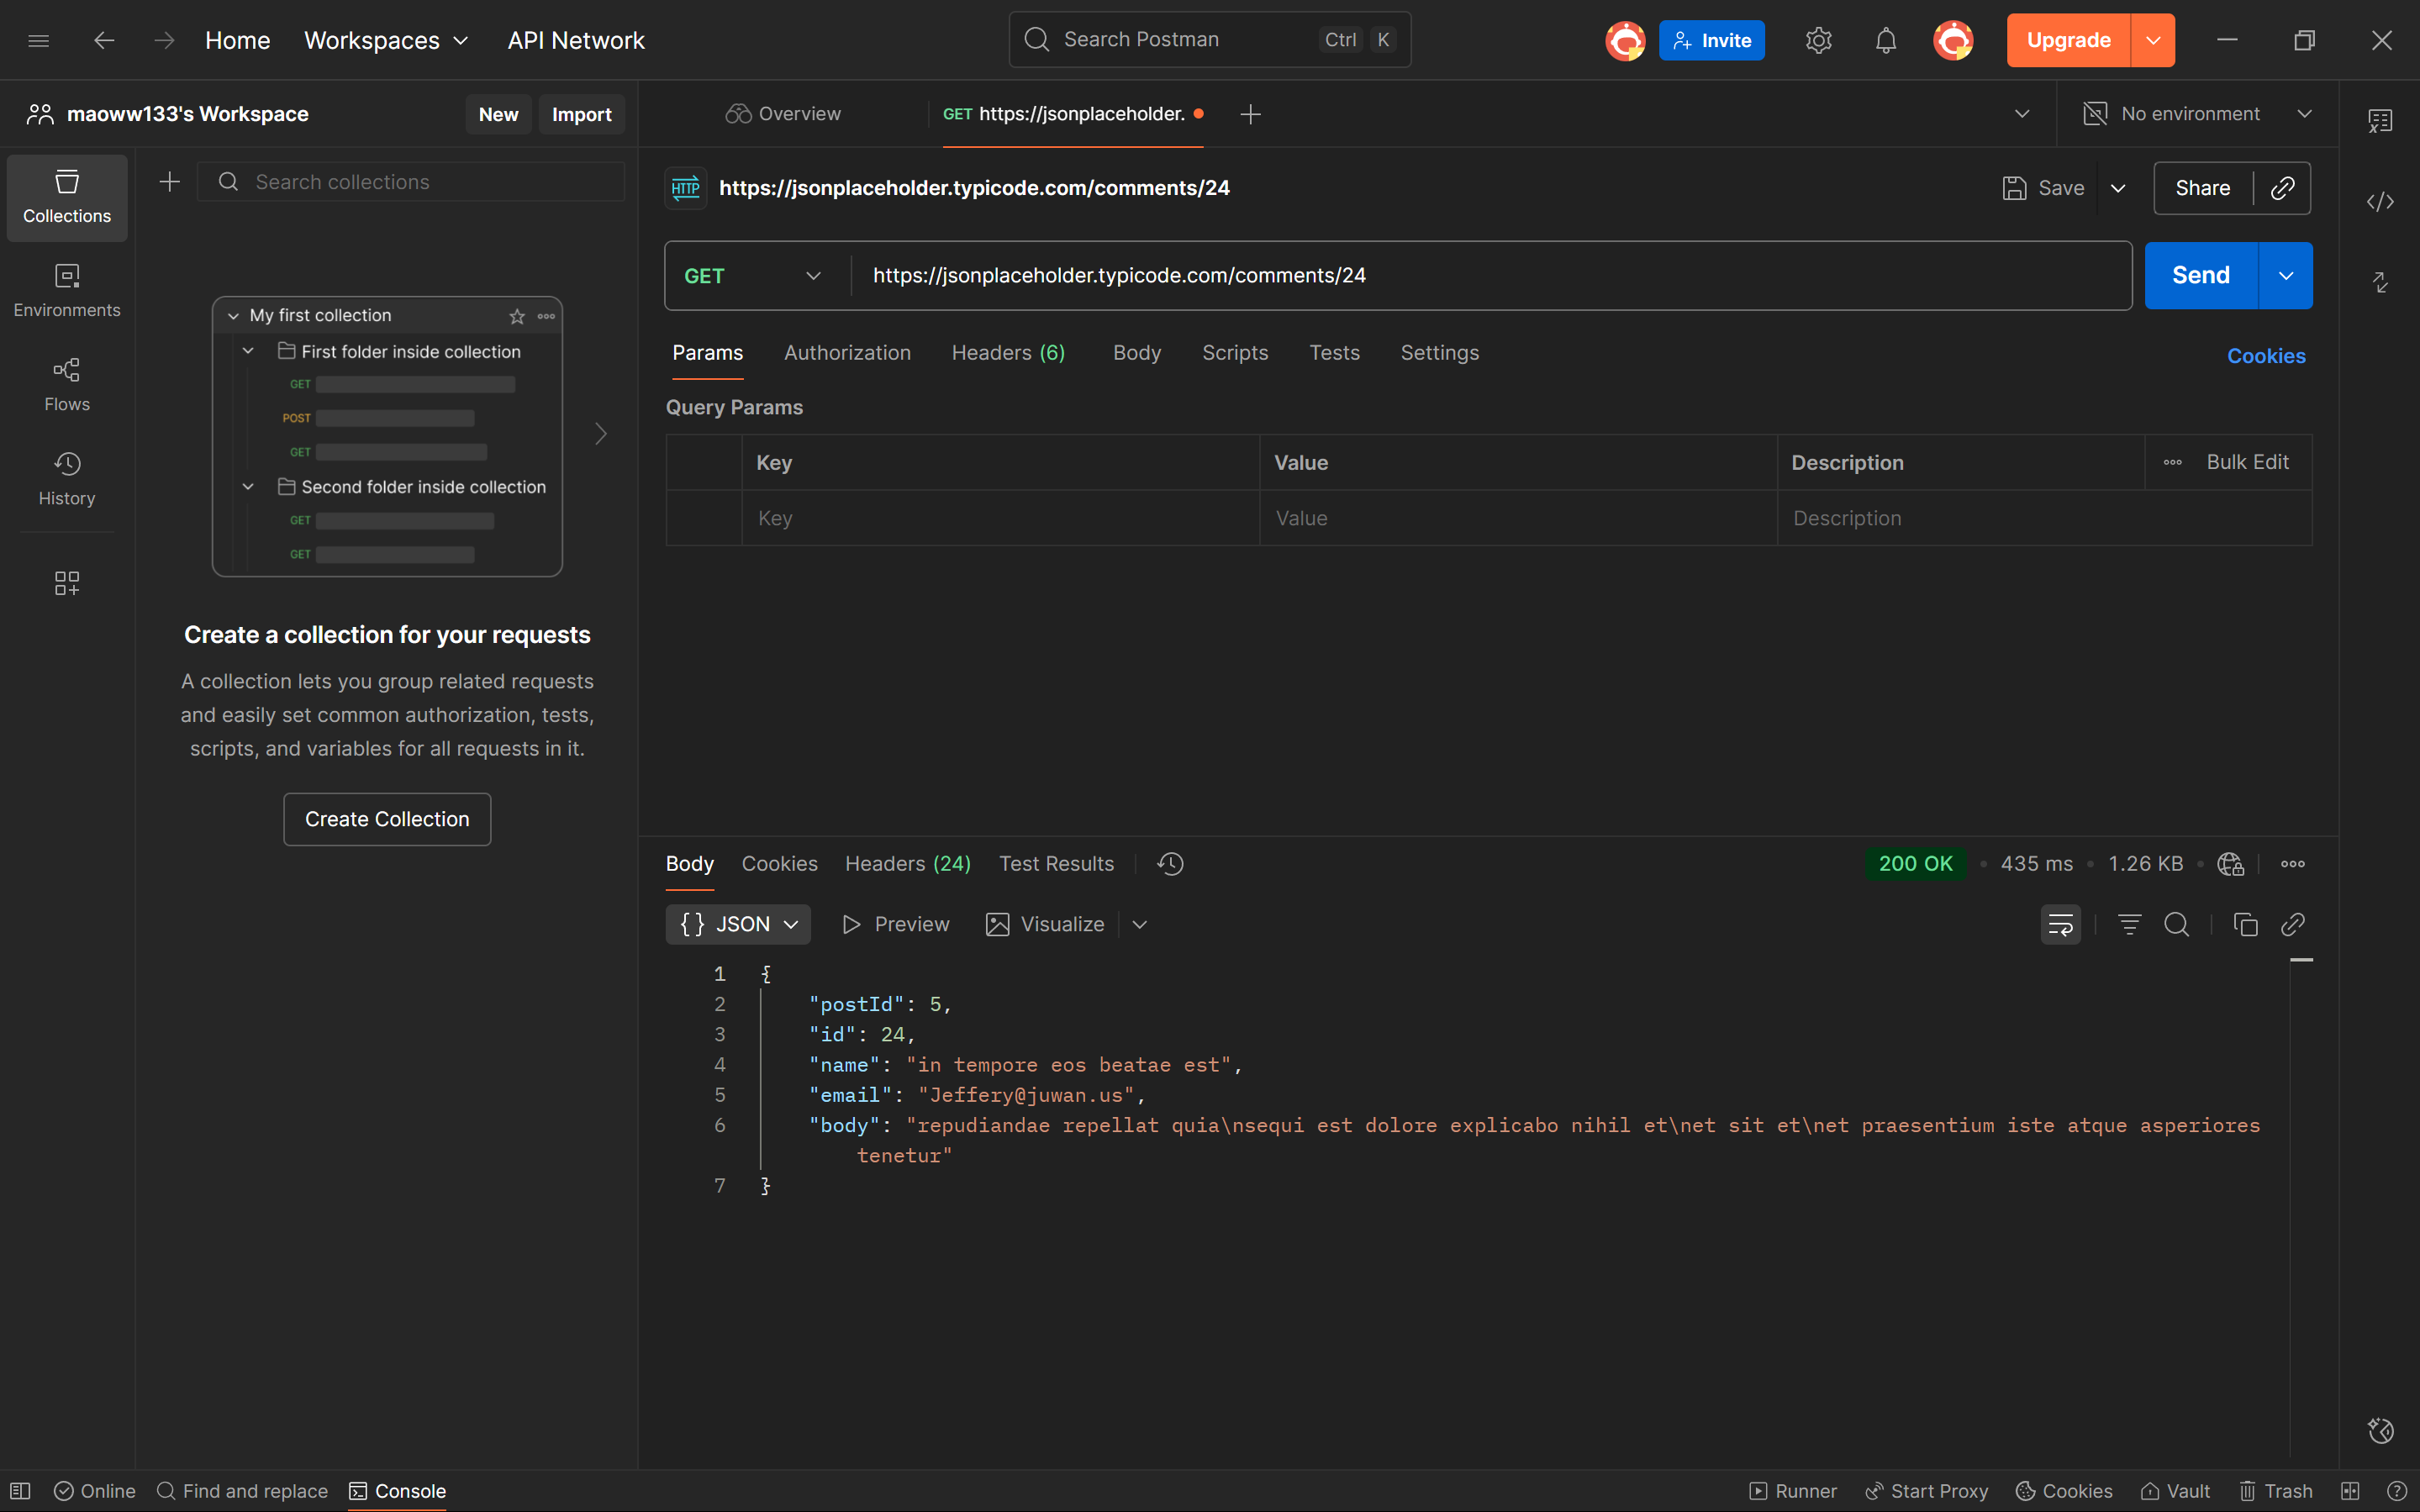 Home Workspaces API Network Search Postman Ctrl K Invite Upgrade
maoww133's Workspace New Import Overview GET https://jsonplaceholder. No environment
Collections
Search collections
Environments
Flows
History
My first collection
First folder inside collection
GET
POST
GET
Second folder inside collection
GET
GET
Create a collection for your requests
A collection lets you group related requests
and easily set common authorization, tests,
scripts, and variables for all requests in it.
Create Collection
HTTP https://jsonplaceholder.typicode.com/comments/24 Save Share
GET https://jsonplaceholder.typicode.com/comments/24 Send
Params Authorization Headers (6) Body Scripts Tests Settings Cookies
Query Params
Key Value Description Bulk Edit
Key Value Description
Body Cookies Headers (24) Test Results 200 OK 435 ms 1.26 KB
{} JSON Preview Visualize
1 {
2 "postId": 5,
3 "id": 24,
4 "name": "in tempore eos beatae est",
5 "email": "Jeffery@juwan.us",
6 "body": "repudiandae repellat quia\nsequi est dolore explicabo nihil et\net sit et\net praesentium iste atque asperiores
tenetur"
7 }
Online Find and replace Console Runner Start Proxy Cookies Vault Trash